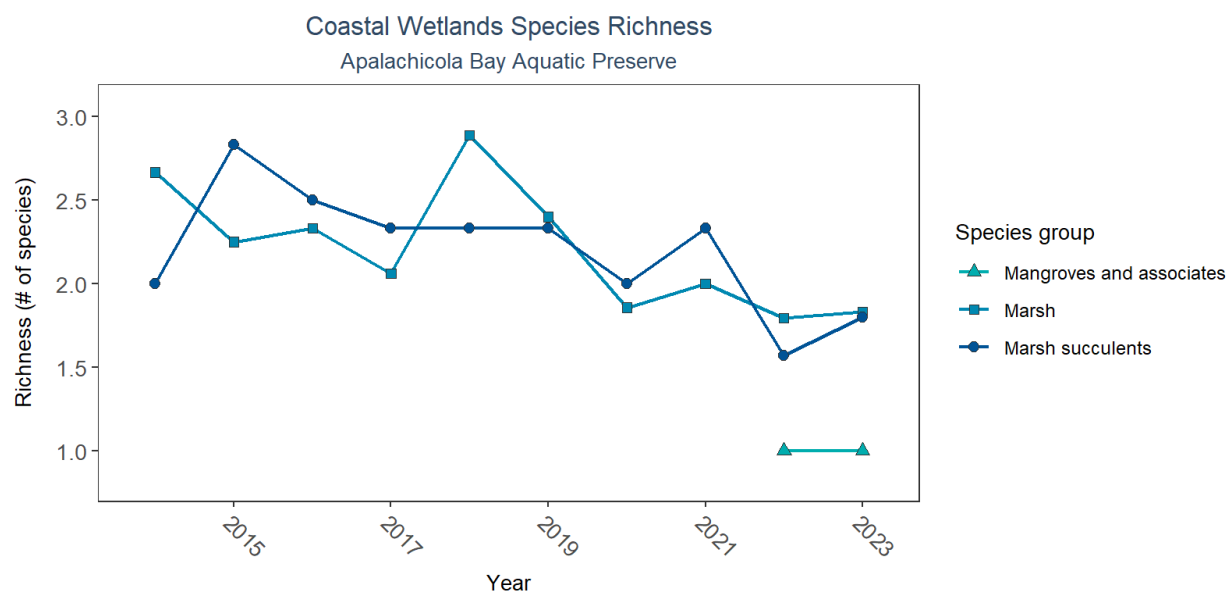 Coastal Wetlands Species Richness
Apalachicola Bay Aquatic Preserve
Richness (# of species)
3.0
2.5
2.0
1.5
1.0
2015
2017
2019
2021
2023
Year
Species group
Mangroves and associates
Marsh
Marsh succulents